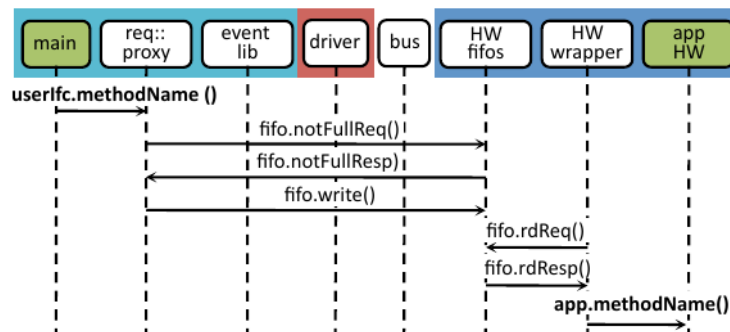 main
req::
proxy
event
lib
driver
bus
HW
fifos
HW
wrapper
app
HW
userIfc.methodName ()
fifo.notFullReq()
fifo.notFullResp)
fifo.write()
fifo.rdReq()
fifo.rdResp()
app.methodName()